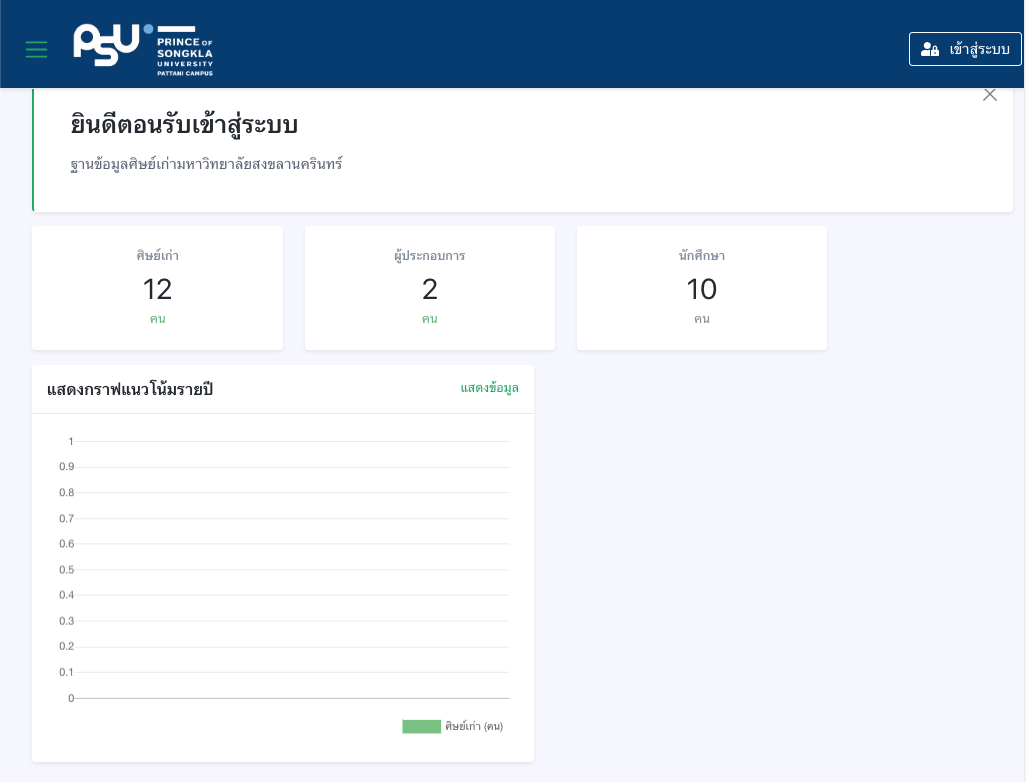 PSU
PRINCE OF
SONGKLA
UNIVERSITY
PATTANI CAMPUS
เข้าสู่ระบบ
ยินดีตอนรับเข้าสู่ระบบ
ฐานข้อมูลศิษย์เก่ามหาวิทยาลัยสงขลานครินทร์
ศิษย์เก่า
12
คน
ผู้ประกอบการ
2
คน
นักศึกษา
10
คน
แสดงกราฟแนวโน้มรายปี
แสดงข้อมูล
1
0.9
0.8
0.7
0.6
0.5
0.4
0.3
0.2
0.1
0
ศิษย์เก่า (คน)